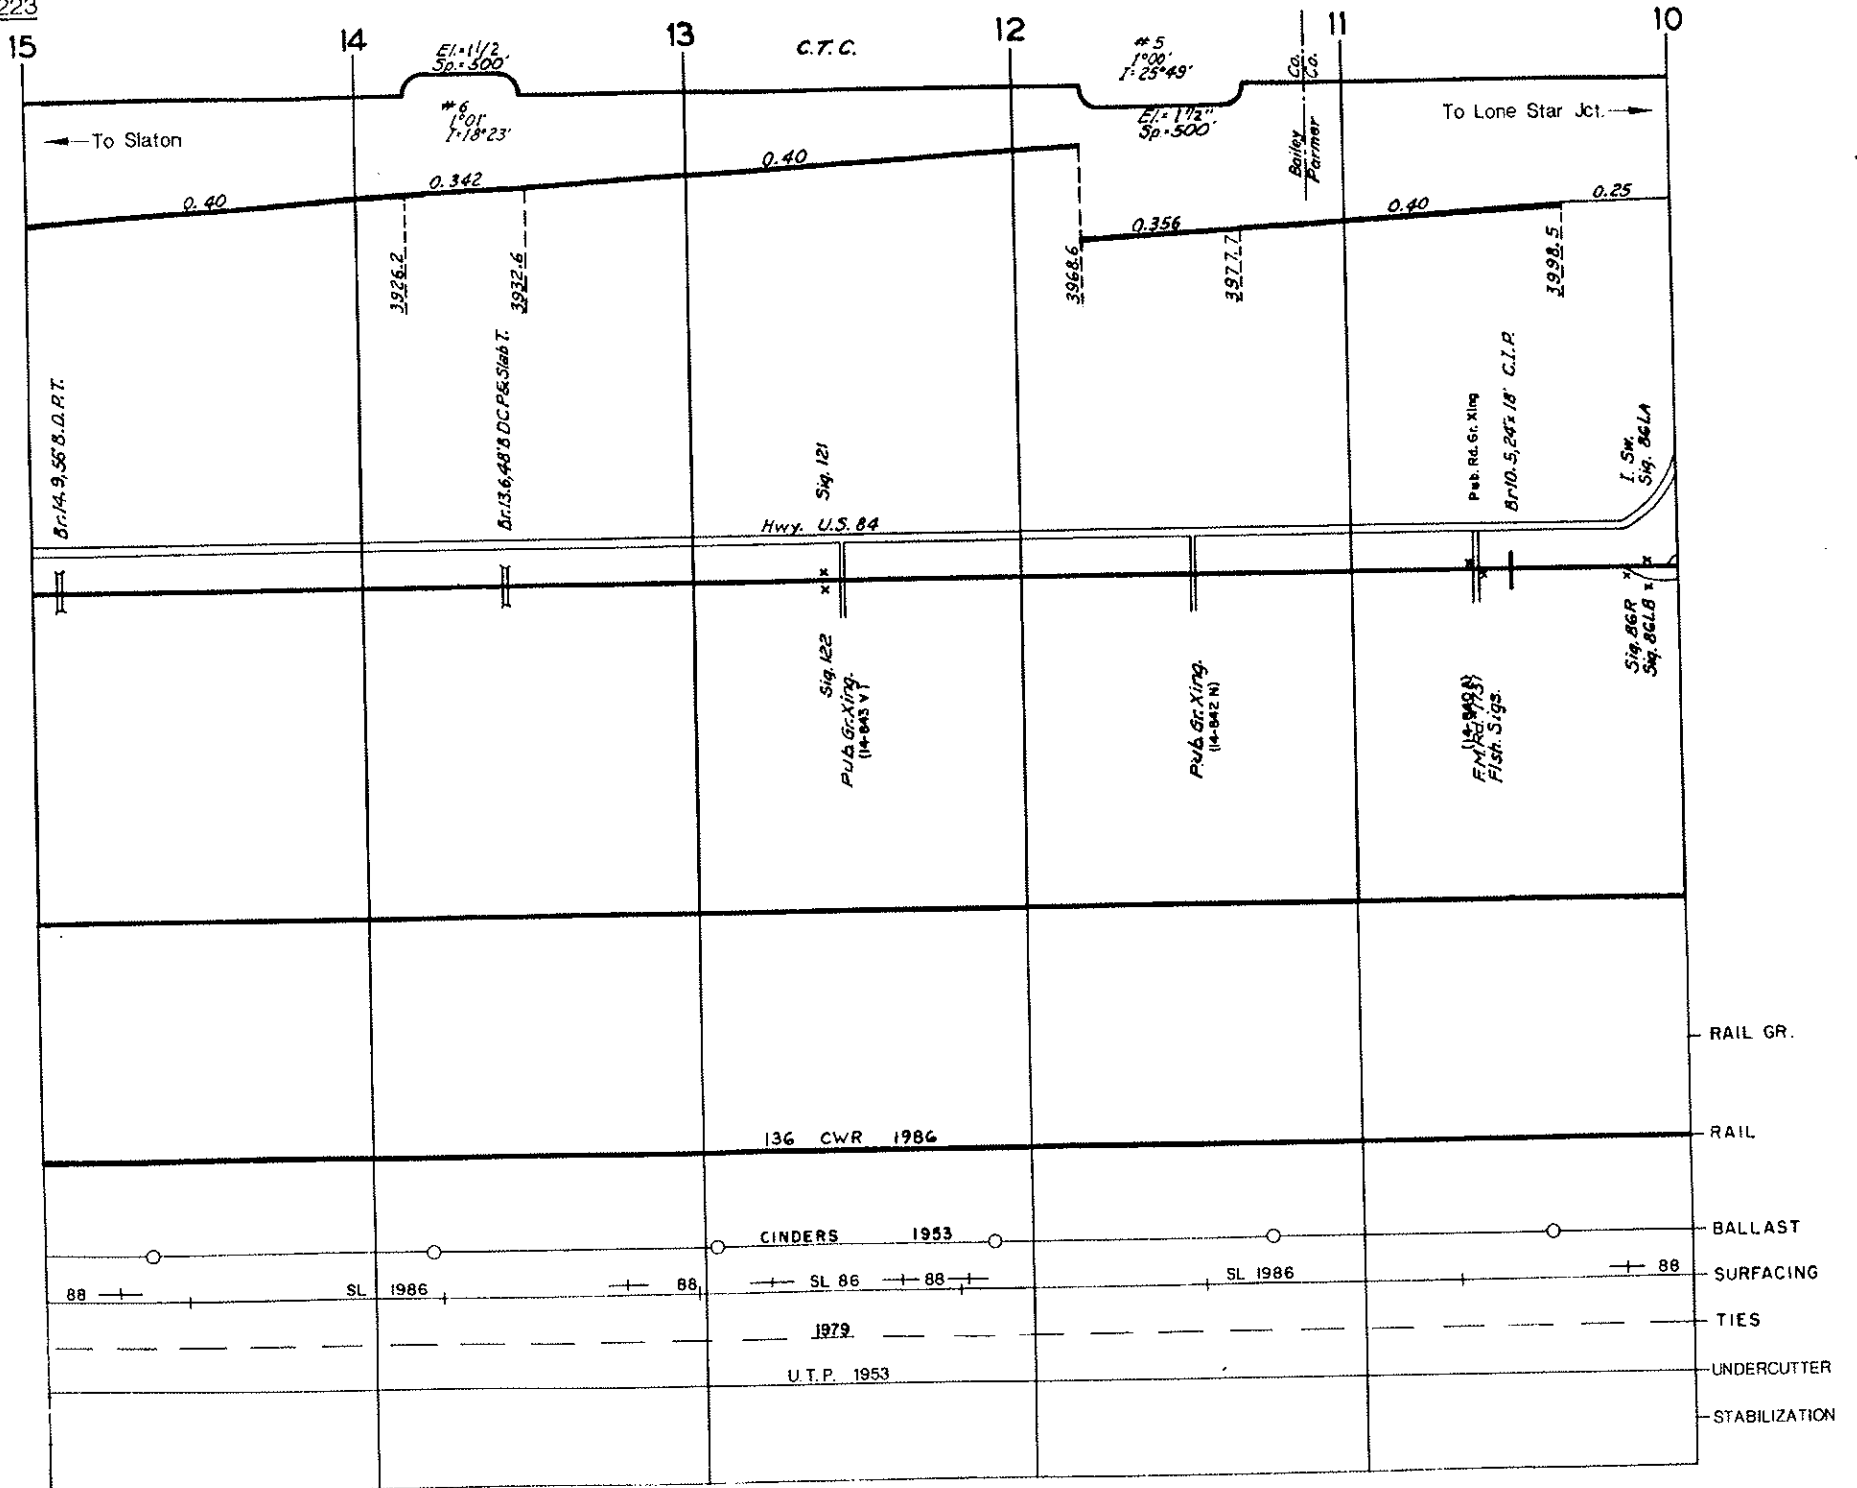 223
15
14
13
12
11
10
C.T.C.
El.=1 1/2
Sp.=500'
#6
1°01'
I=18°23'
#5
1°00'
I=25°49'
El.=1 1/2"
Sp.=500'
Bailey Co.
Parmer Co.
To Slaton
To Lone Star Jct.
0.40
0.342
0.40
0.356
0.40
0.25
3926.2
3932.6
3968.6
3977.7
3998.5
Br.14.9,56'B.D.P.T.
Br.13.6,48'B DC P&Slab T.
Sig. 121
Pub. Rd. Gr. Xing
Br10.5,24"x 18' C.I.P.
I. Sw.
Sig. 86LA
Hwy. U.S. 84
Sig. 122
Pub. Gr. Xing.
(14-843 V)
Pub. Gr. Xing.
(14-842 N)
F.M. Rd. 1731
Flsh. Sigs.
Sig. 86R
Sig. 86LB
RAIL GR.
136 CWR 1986
RAIL
CINDERS 1953
BALLAST
88
SL 1986
88
SL 86
88
SL 1986
88
SURFACING
1979
TIES
U.T.P. 1953
UNDERCUTTER
STABILIZATION